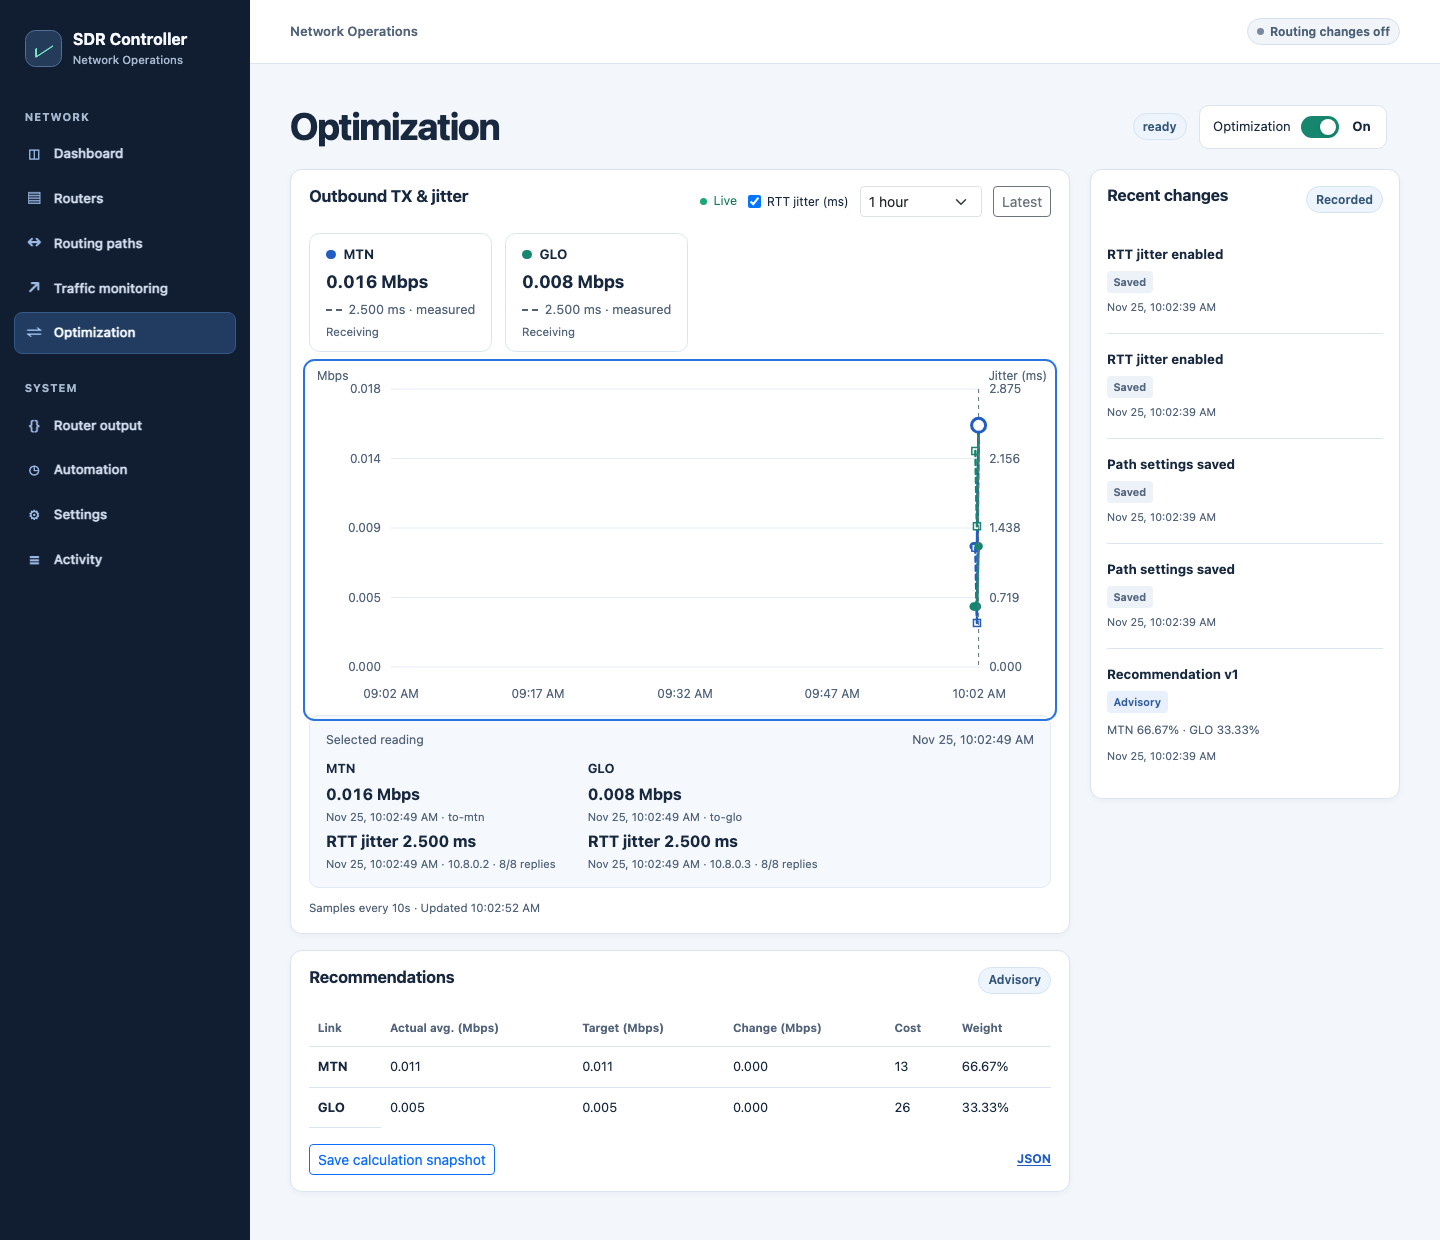 SDR Controller
Network Operations
NETWORK
Dashboard
Routers
Routing paths
Traffic monitoring
Optimization
SYSTEM
Router output
Automation
Settings
Activity
Network Operations
Routing changes off
Optimization
ready
Optimization On
Outbound TX & jitter
Live
RTT jitter (ms)
1 hour
Latest
MTN
0.016 Mbps
2.500 ms · measured
Receiving
GLO
0.008 Mbps
2.500 ms · measured
Receiving
Mbps
Jitter (ms)
0.018
2.875
0.014
2.156
0.009
1.438
0.005
0.719
0.000
0.000
09:02 AM
09:17 AM
09:32 AM
09:47 AM
10:02 AM
Selected reading
Nov 25, 10:02:49 AM
MTN
0.016 Mbps
Nov 25, 10:02:49 AM · to-mtn
RTT jitter 2.500 ms
Nov 25, 10:02:49 AM · 10.8.0.2 · 8/8 replies
GLO
0.008 Mbps
Nov 25, 10:02:49 AM · to-glo
RTT jitter 2.500 ms
Nov 25, 10:02:49 AM · 10.8.0.3 · 8/8 replies
Samples every 10s · Updated 10:02:52 AM
Recommendations
Advisory
Link Actual avg. (Mbps) Target (Mbps) Change (Mbps) Cost Weight
MTN 0.011 0.011 0.000 13 66.67%
GLO 0.005 0.005 0.000 26 33.33%
Save calculation snapshot
JSON
Recent changes
Recorded
RTT jitter enabled
Saved
Nov 25, 10:02:39 AM
RTT jitter enabled
Saved
Nov 25, 10:02:39 AM
Path settings saved
Saved
Nov 25, 10:02:39 AM
Path settings saved
Saved
Nov 25, 10:02:39 AM
Recommendation v1
Advisory
MTN 66.67% · GLO 33.33%
Nov 25, 10:02:39 AM